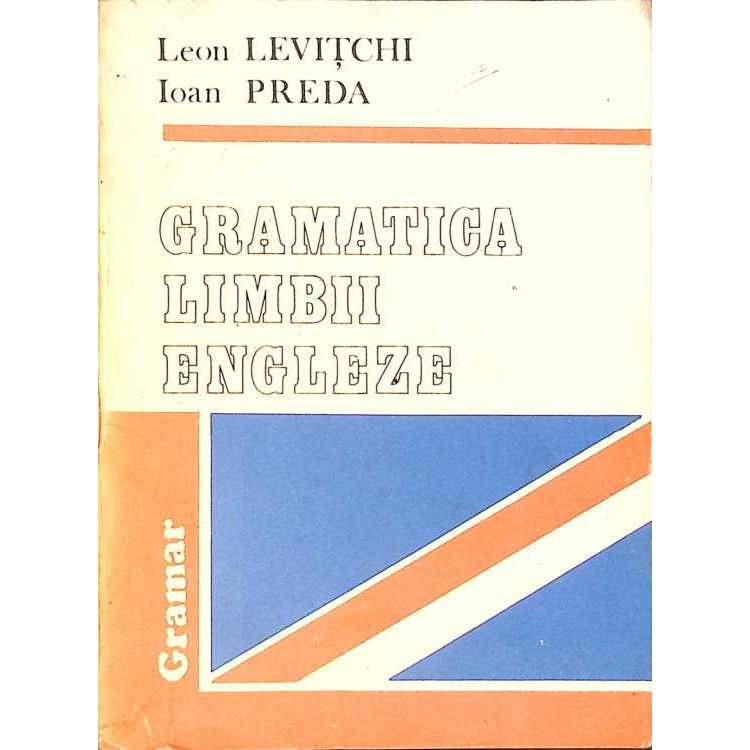 Leon LEVIȚCHI
Ioan PREDA
GRAMATICA
LIMBII
ENGLEZE
Gramar